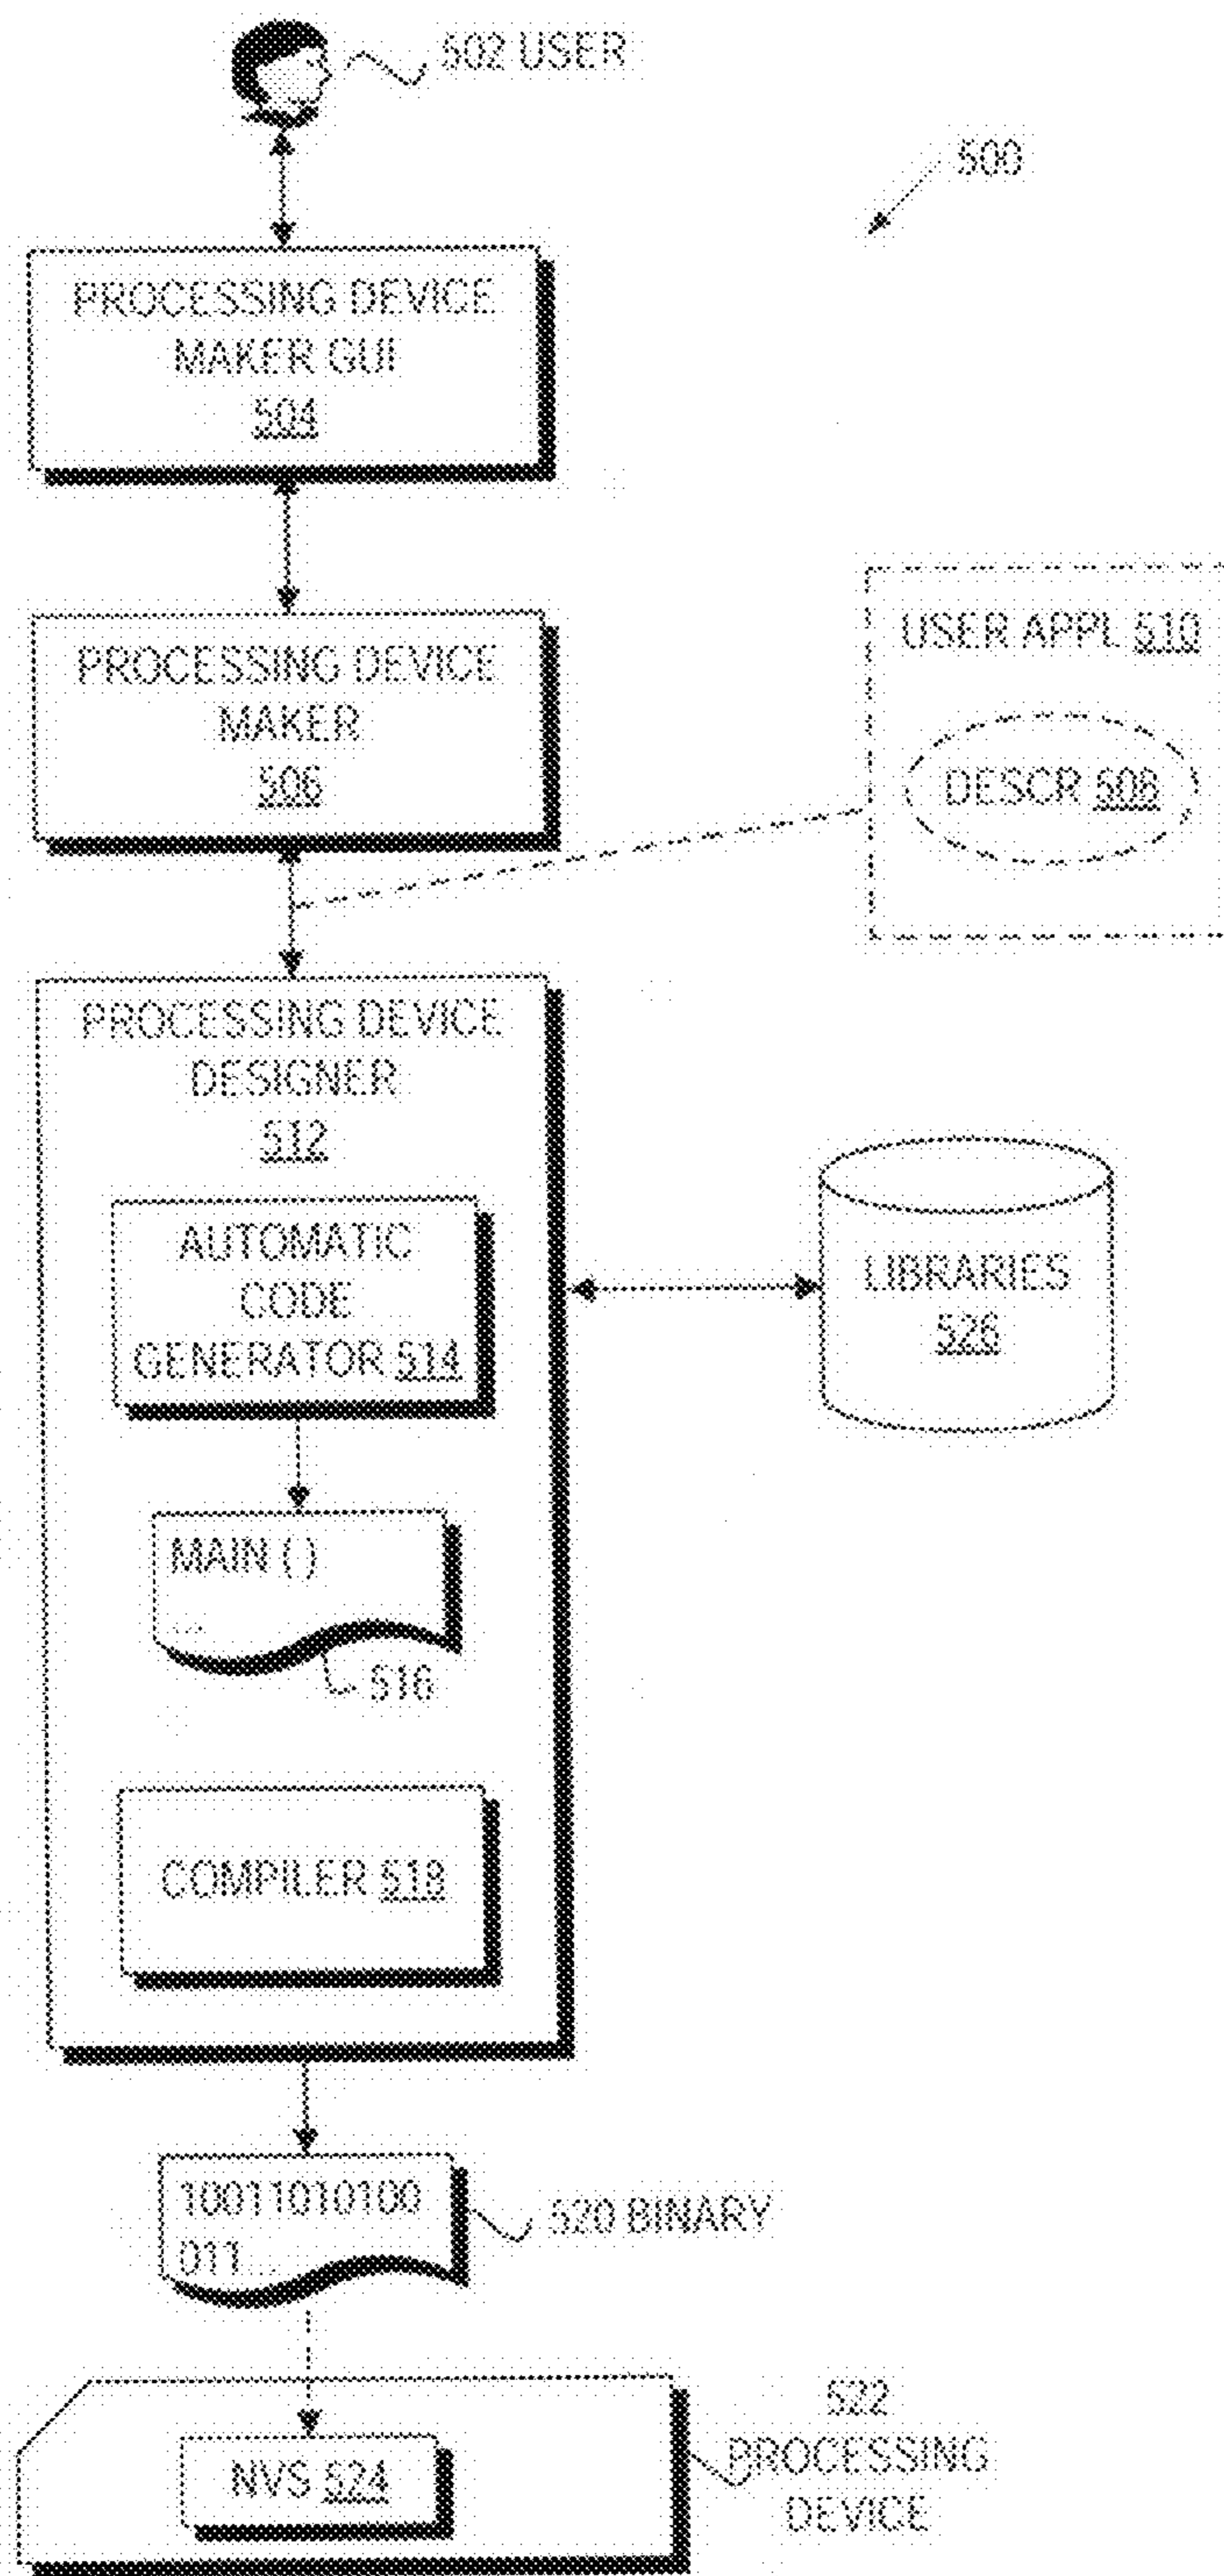 502 USER
500
PROCESSING DEVICE
MAKER GUI
504
PROCESSING DEVICE
MAKER
506
USER APPL 510
DESCR 508
PROCESSING DEVICE
DESIGNER
512
AUTOMATIC
CODE
GENERATOR 514
LIBRARIES
526
MAIN ( )
...
516
COMPILER 518
10011010100
011...
520 BINARY
522
PROCESSING
DEVICE
NVS 524